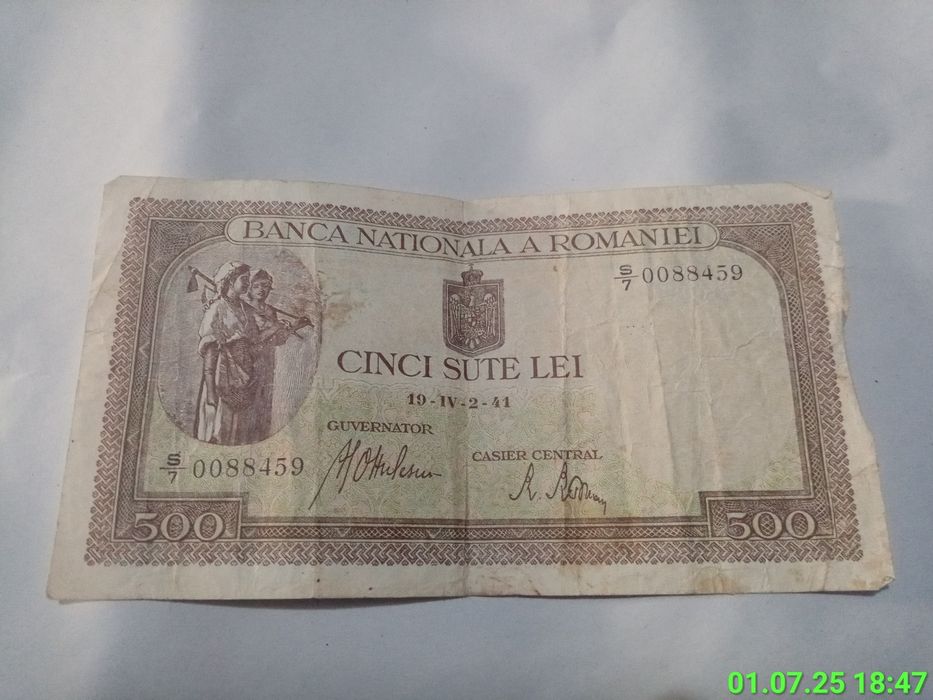 BANCA NATIONALA A ROMANIEI
S/7 0088459
CINCI SUTE LEI
19-IV-2-41
GUVERNATOR
CASIER CENTRAL
S/7 0088459
500
500
01.07.25 18:47